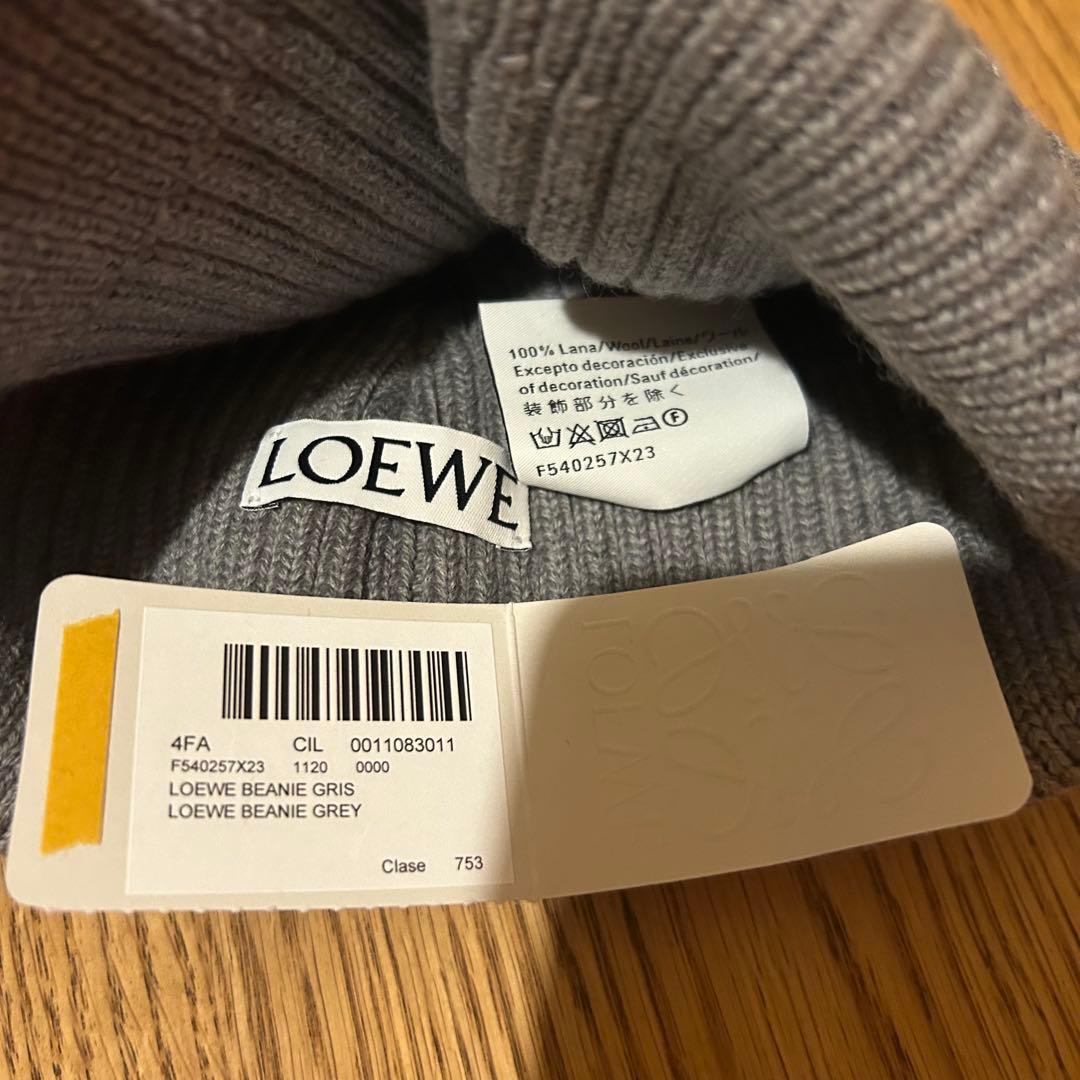 100% Lana/Wool/Laine/ウール
Excepto decoración/Exclusive
of decoration/Sauf décoration/
装飾部分を除く
F
F540257X23
LOEWE
4FA CIL 0011083011
F540257X23 1120 0000
LOEWE BEANIE GRIS
LOEWE BEANIE GREY
Clase 753
LOEWE